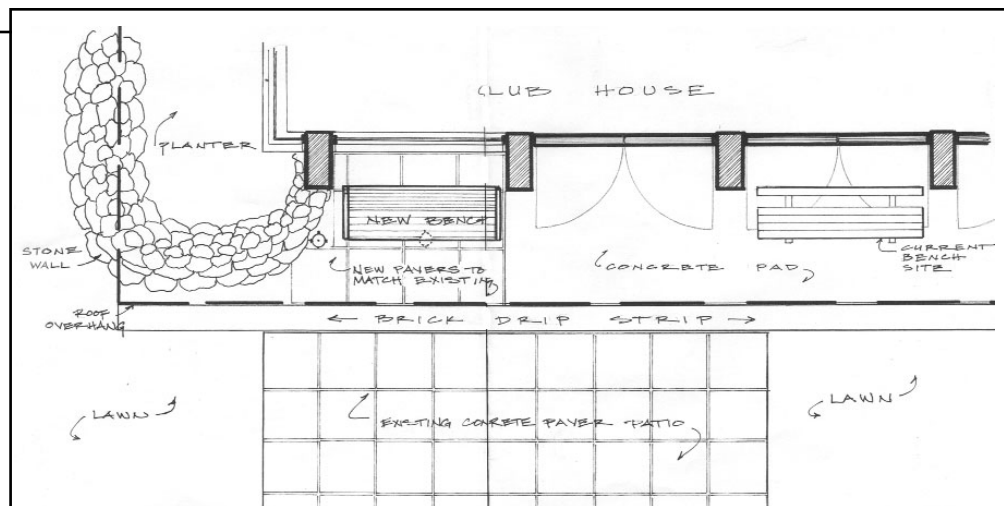 CLUB HOUSE
PLANTER
NEW BENCH
STONE
WALL
NEW PAVERS TO
MATCH EXISTING
CONCRETE PAD
CURRENT
BENCH
SITE
ROOF
OVERHANG
BRICK DRIP STRIP
LAWN
EXISTING CONRETE PAVER PATIO
LAWN